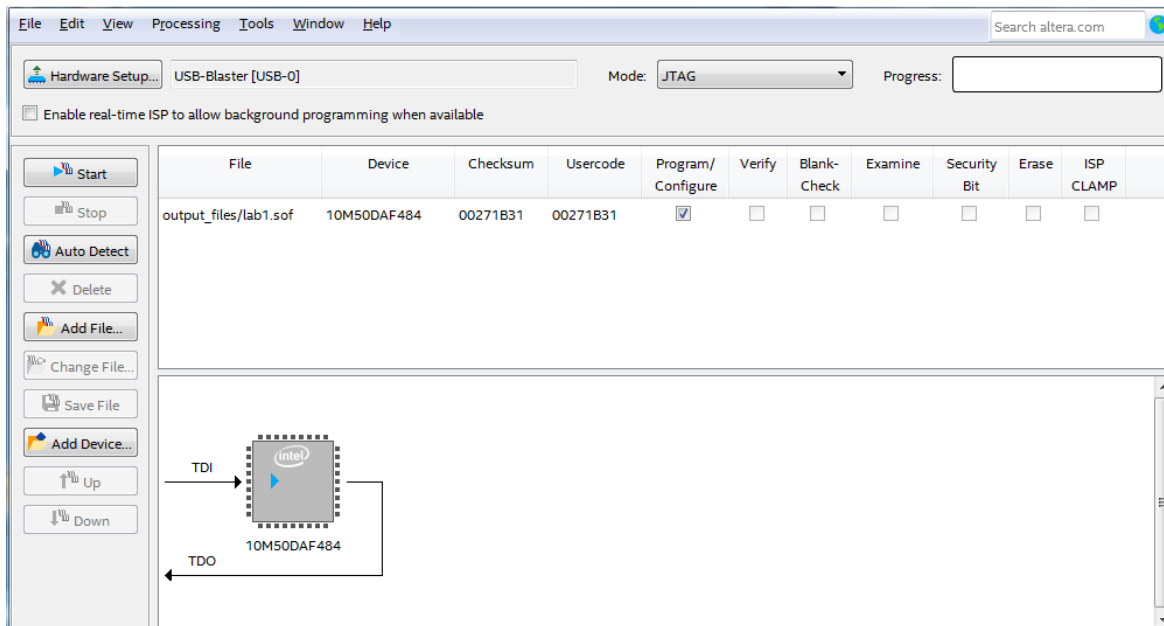 File Edit View Processing Tools Window Help
Search altera.com
Hardware Setup... USB-Blaster [USB-0] Mode: JTAG Progress:
Enable real-time ISP to allow background programming when available
Start
Stop
Auto Detect
Delete
Add File...
Change File...
Save File
Add Device...
Up
Down
File Device Checksum Usercode Program/ Verify Blank- Examine Security Erase ISP
Configure Check Bit CLAMP
output_files/lab1.sof 10M50DAF484 00271B31 00271B31
intel
TDI
10M50DAF484
TDO